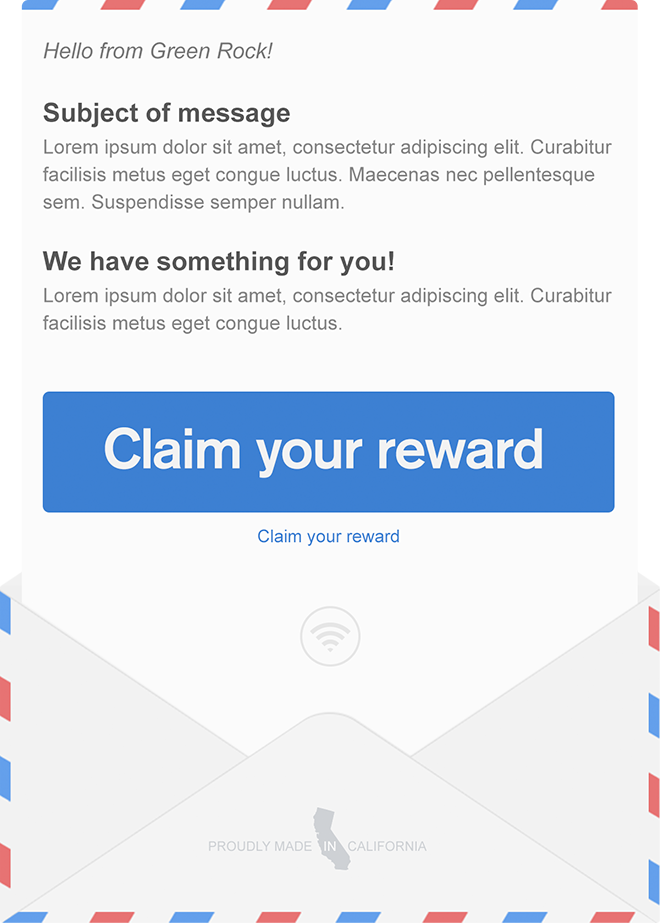 Hello from Green Rock!
Subject of message
Lorem ipsum dolor sit amet, consectetur adipiscing elit. Curabitur
facilisis metus eget congue luctus. Maecenas nec pellentesque
sem. Suspendisse semper nullam.
We have something for you!
Lorem ipsum dolor sit amet, consectetur adipiscing elit. Curabitur
facilisis metus eget congue luctus.
Claim your reward
Claim your reward
PROUDLY MADE IN CALIFORNIA